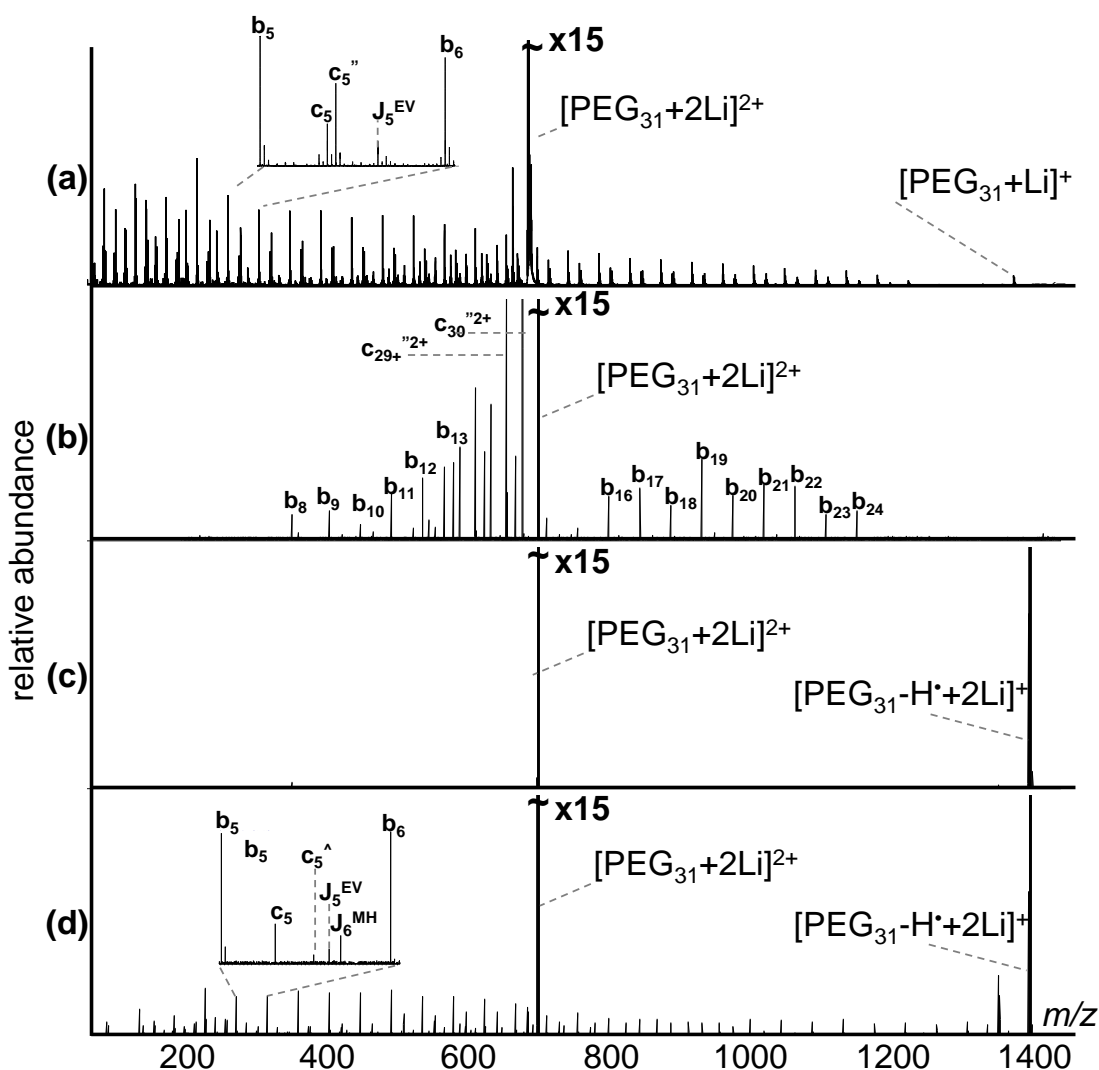 relative abundance
(a)
b5
c5
c5”
J5EV
b6
~ x15
[PEG31+2Li]2+
[PEG31+Li]+
(b)
~ x15
c30”2+
c29+”2+
[PEG31+2Li]2+
b8
b9
b10
b11
b12
b13
b16
b17
b18
b19
b20
b21
b22
b23
b24
(c)
~ x15
[PEG31+2Li]2+
[PEG31-H•+2Li]+
(d)
b5
b5
c5
c5^
J5EV
J6MH
b6
~ x15
[PEG31+2Li]2+
[PEG31-H•+2Li]+
m/z
200
400
600
800
1000
1200
1400